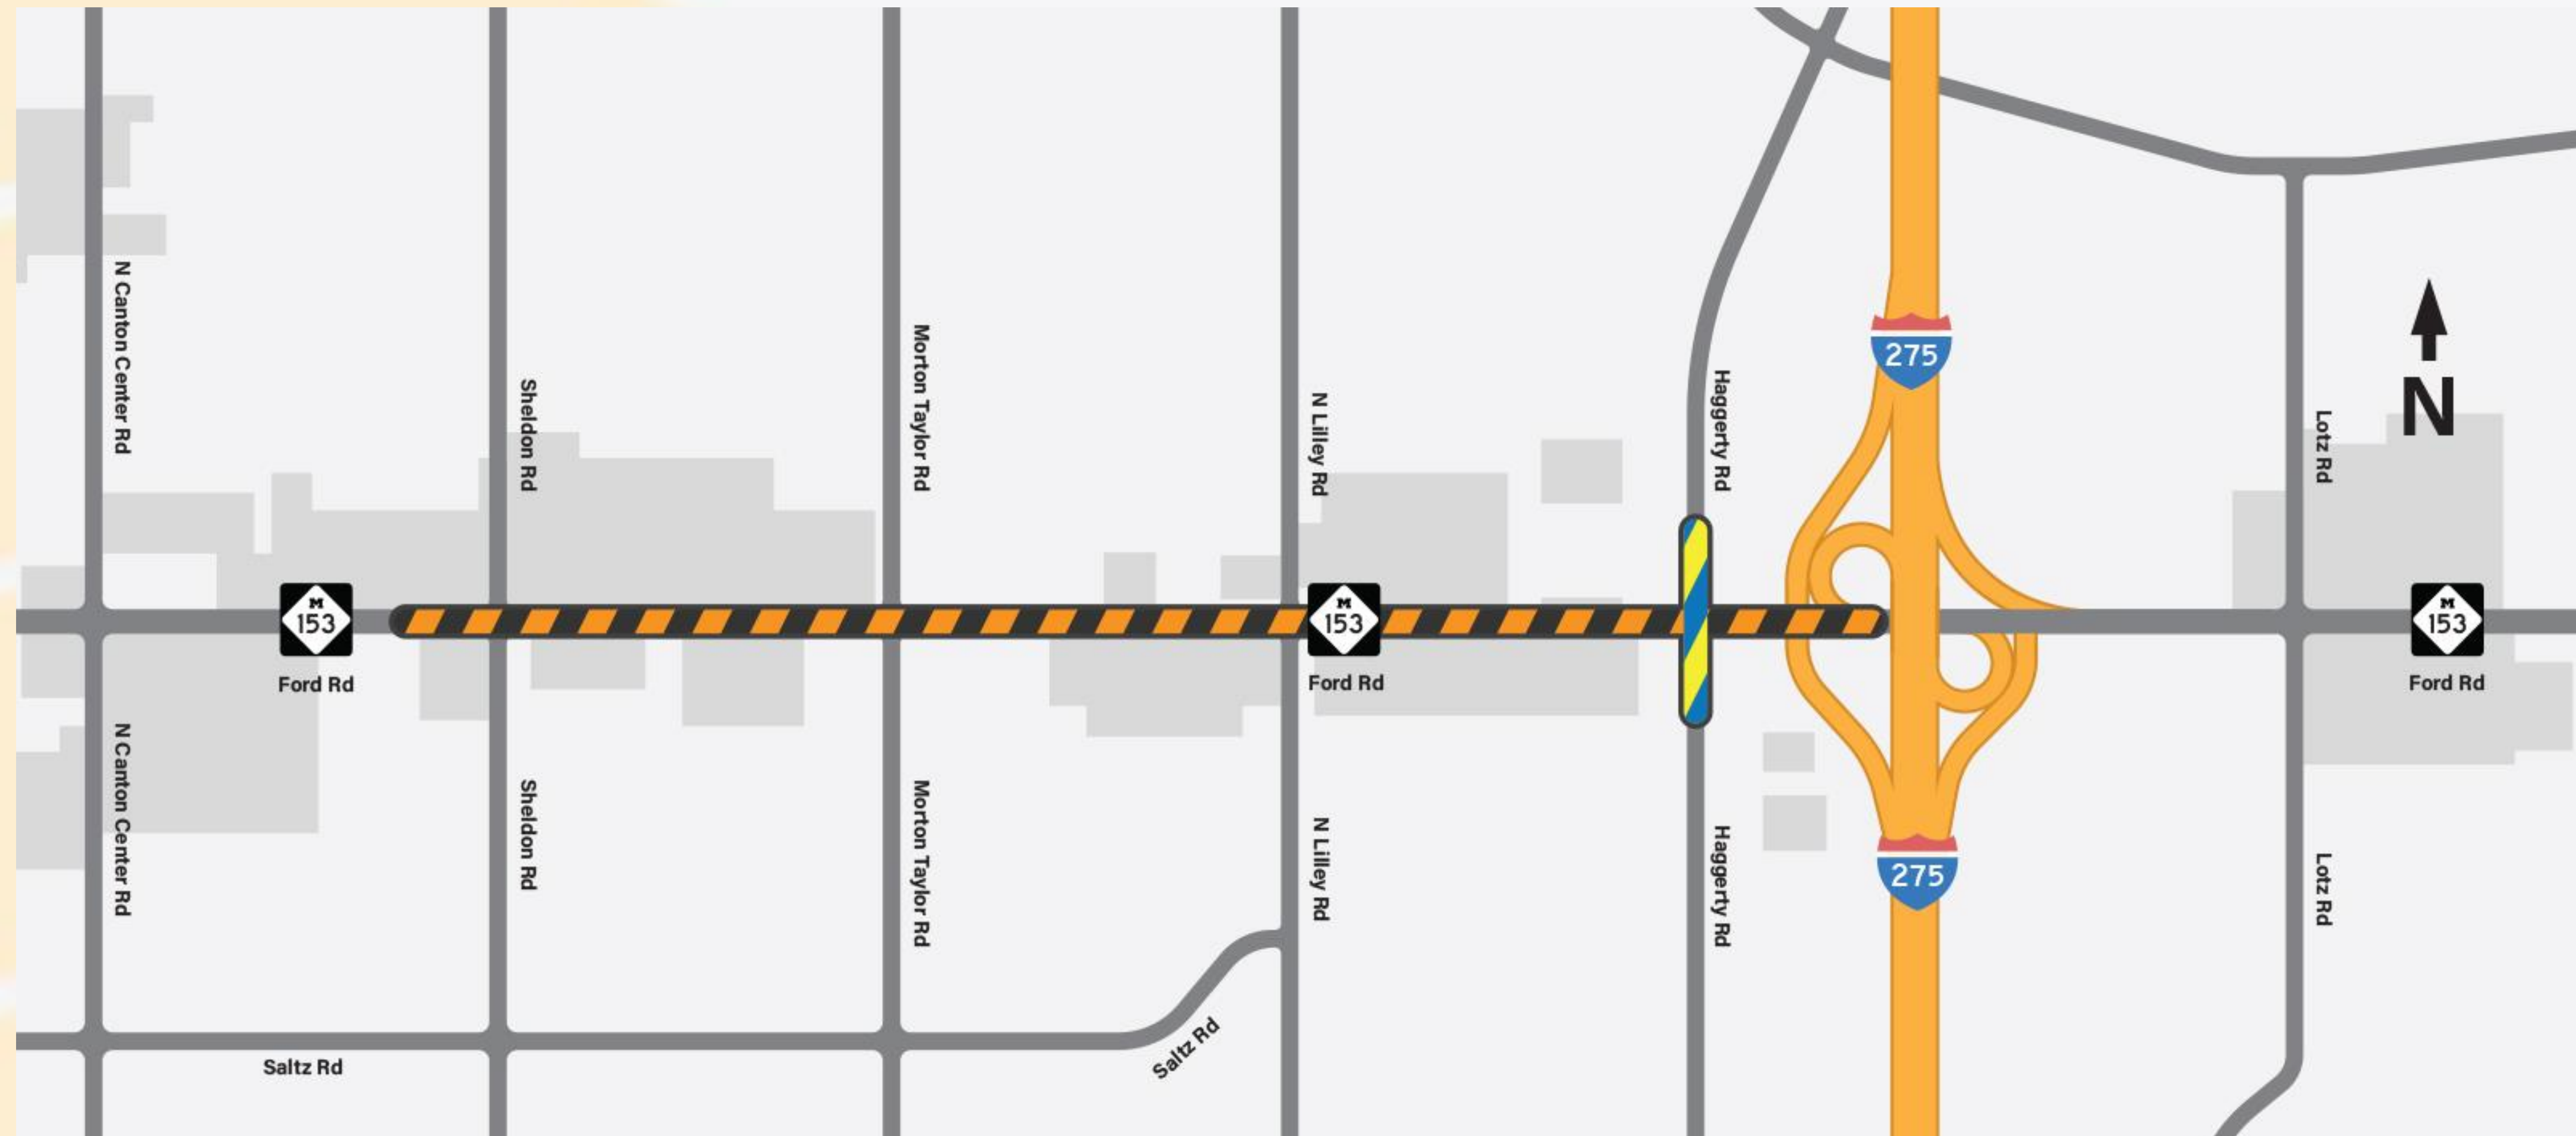 N Canton Center Rd
Sheldon Rd
Morton Taylor Rd
N Lilley Rd
Haggerty Rd
275
Lotz Rd
N
M
153
Ford Rd
M
153
Ford Rd
M
153
Ford Rd
N Canton Center Rd
Sheldon Rd
Morton Taylor Rd
N Lilley Rd
Haggerty Rd
275
Lotz Rd
Saltz Rd
Saltz Rd